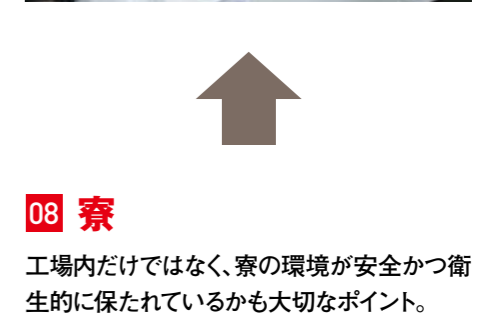 08 寮
工場内だけではなく、寮の環境が安全かつ衛
生的に保たれているかも大切なポイント。